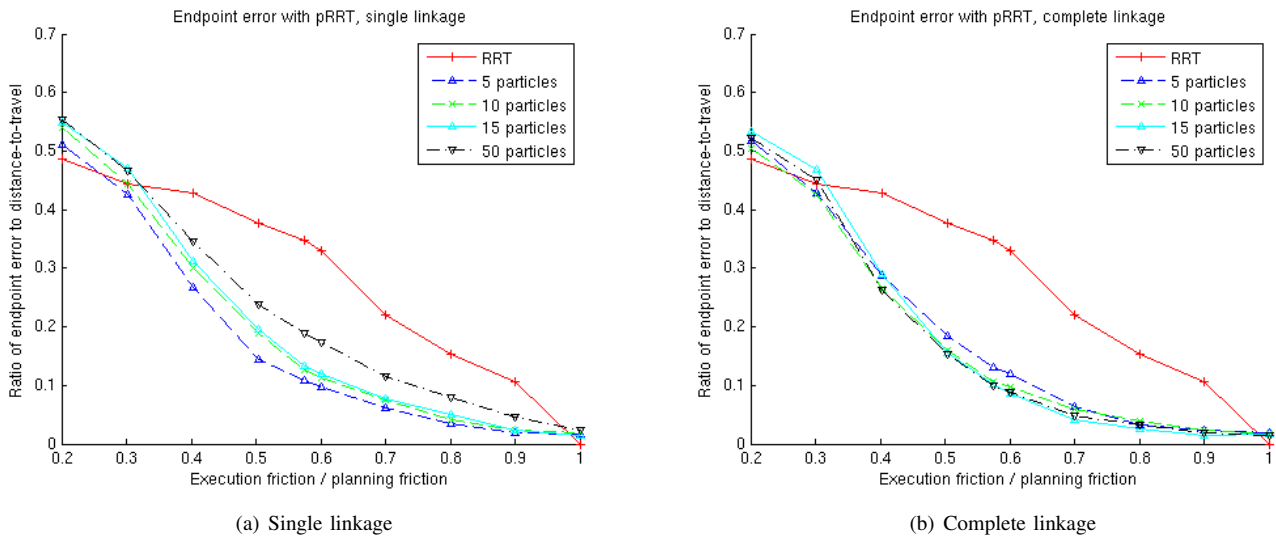 Endpoint error with pRRT, single linkage
0.7
0.6
0.5
0.4
0.3
0.2
0.1
0
Ratio of endpoint error to distance-to-travel
RRT
5 particles
10 particles
15 particles
50 particles
0.2 0.3 0.4 0.5 0.6 0.7 0.8 0.9 1
Execution friction / planning friction
(a) Single linkage
Endpoint error with pRRT, complete linkage
0.7
0.6
0.5
0.4
0.3
0.2
0.1
0
Ratio of endpoint error to distance-to-travel
RRT
5 particles
10 particles
15 particles
50 particles
0.2 0.3 0.4 0.5 0.6 0.7 0.8 0.9 1
Execution friction / planning friction
(b) Complete linkage